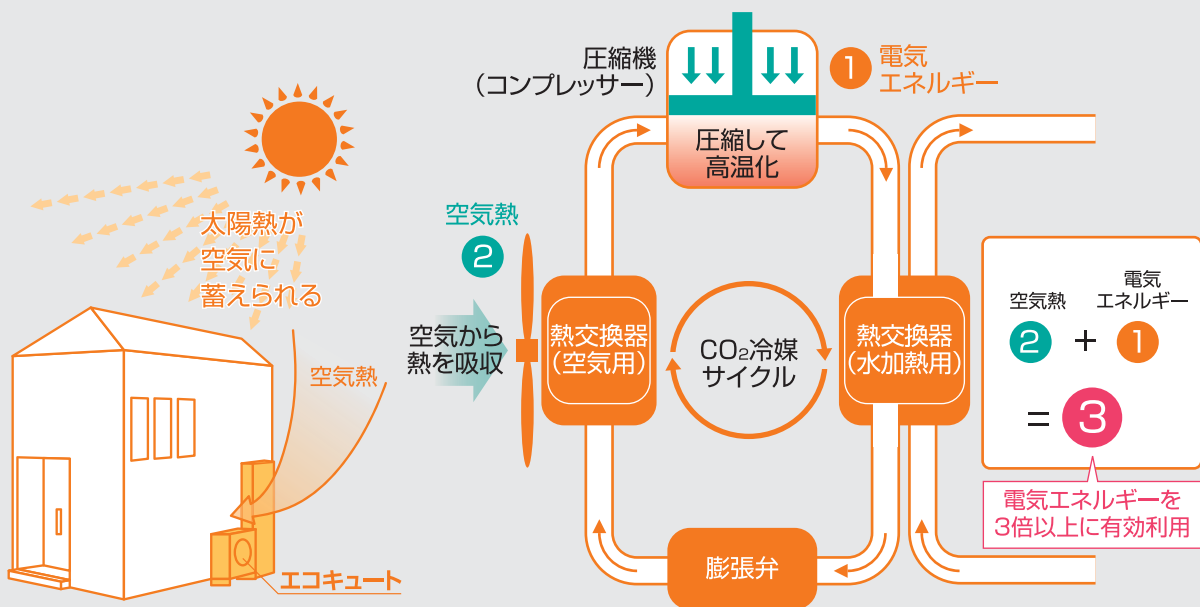 太陽熱が
空気に
蓄えられる
空気熱
エコキュート
圧縮機
(コンプレッサー)
1
電気
エネルギー
圧縮して
高温化
空気熱
2
空気から
熱を吸収
熱交換器
(空気用)
CO₂冷媒
サイクル
熱交換器
(水加熱用)
膨張弁
空気熱
電気
エネルギー
2 + 1
= 3
電気エネルギーを
3倍以上に有効利用